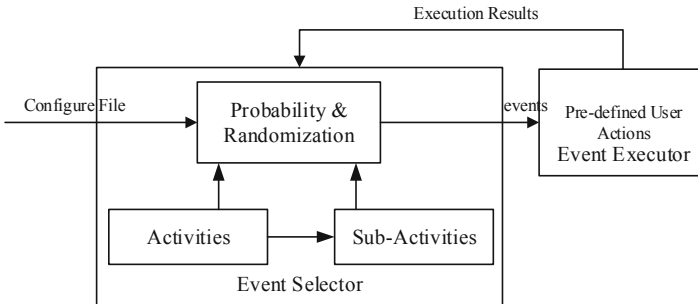 Execution Results
Configure File
Probability &
Randomization
events
Pre-defined User
Actions
Event Executor
Activities
Sub-Activities
Event Selector